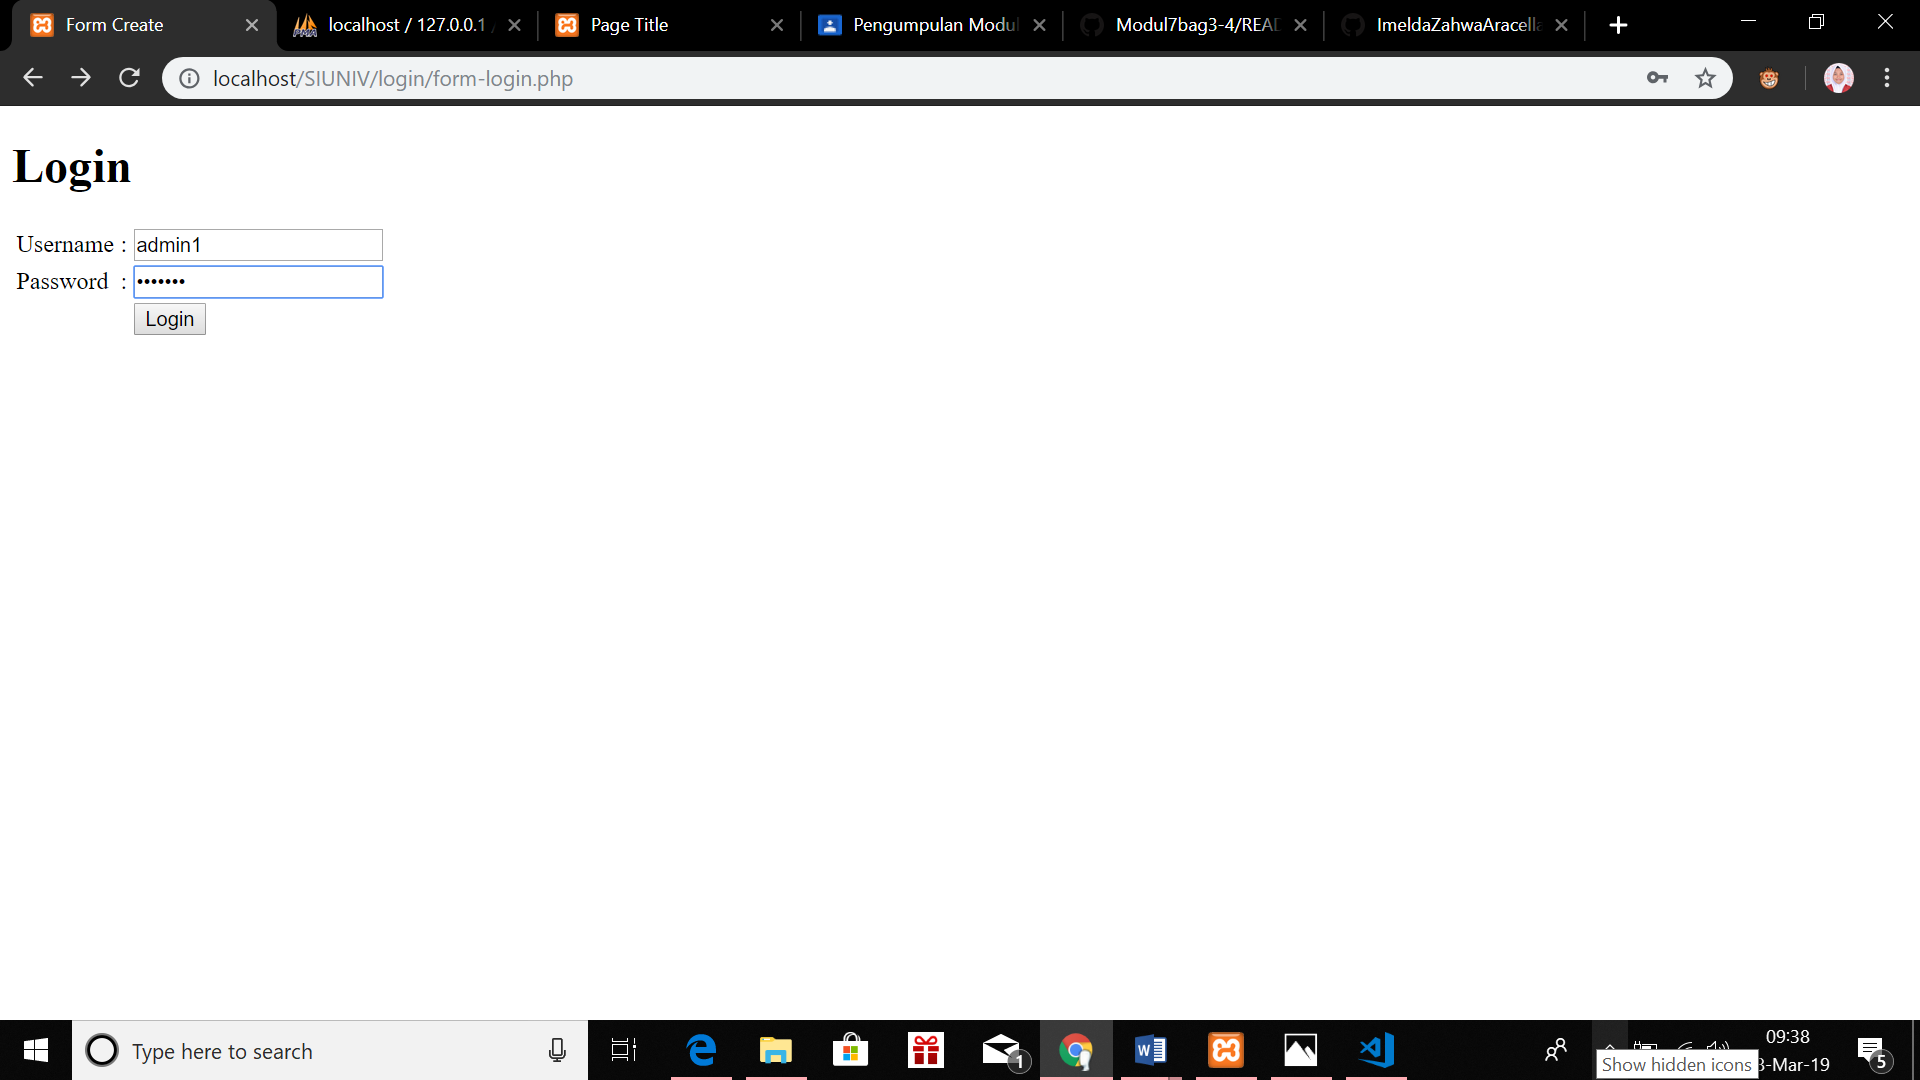 Form Create
localhost / 127.0.0.1
Page Title
Pengumpulan Modul
Modul7bag3-4/READ
ImeldaZahwaAracella
localhost/SIUNIV/login/form-login.php
Login
Username : admin1
Password : •••••••
Login
Type here to search
1
09:38
-Mar-19
5
Show hidden icons